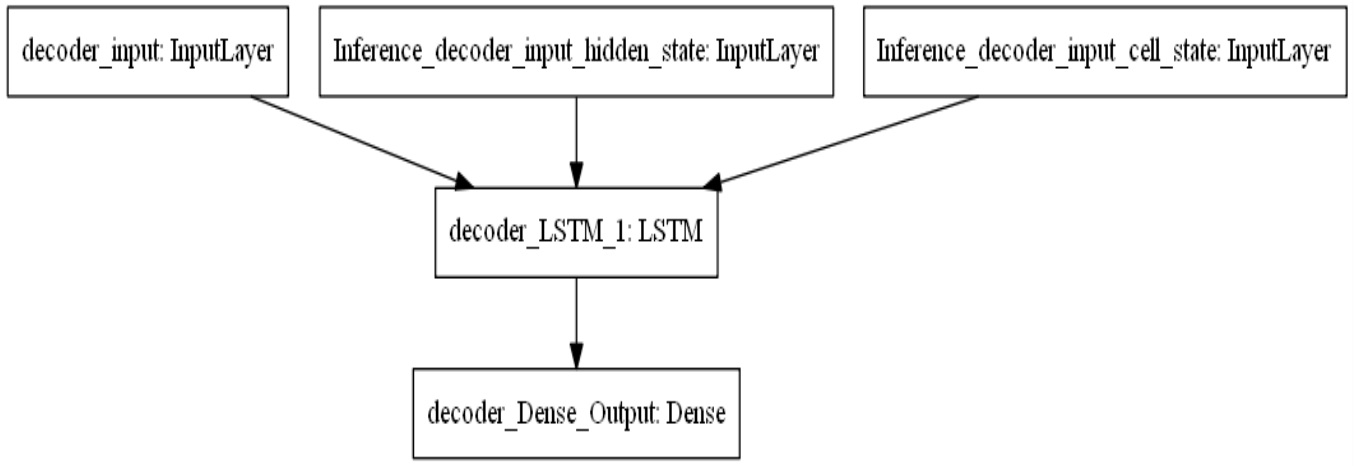 decoder_input: InputLayer
Inference_decoder_input_hidden_state: InputLayer
Inference_decoder_input_cell_state: InputLayer
decoder_LSTM_1: LSTM
decoder_Dense_Output: Dense